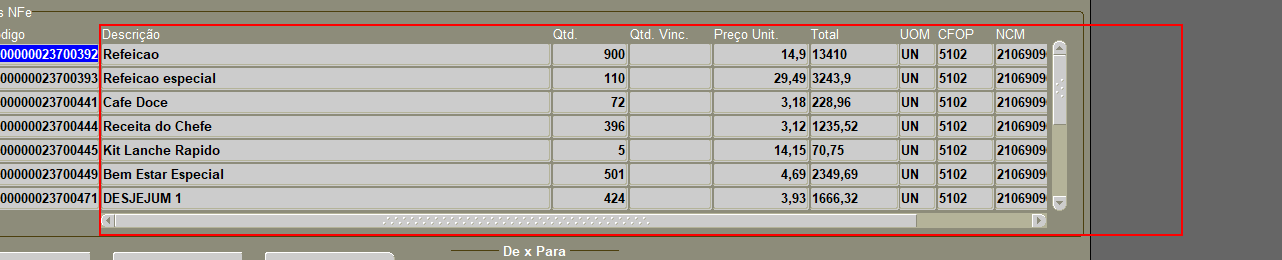 s NFe
ódigo Descrição Qtd. Qtd. Vinc. Preço Unit. Total UOM CFOP NCM
00000023700392 Refeicao 900 14,9 13410 UN 5102 2106909
00000023700393 Refeicao especial 110 29,49 3243,9 UN 5102 2106909
00000023700441 Cafe Doce 72 3,18 228,96 UN 5102 2106909
00000023700444 Receita do Chefe 396 3,12 1235,52 UN 5102 2106909
00000023700445 Kit Lanche Rapido 5 14,15 70,75 UN 5102 2106909
00000023700449 Bem Estar Especial 501 4,69 2349,69 UN 5102 2106909
00000023700471 DESJEJUM 1 424 3,93 1666,32 UN 5102 2106909
De x Para